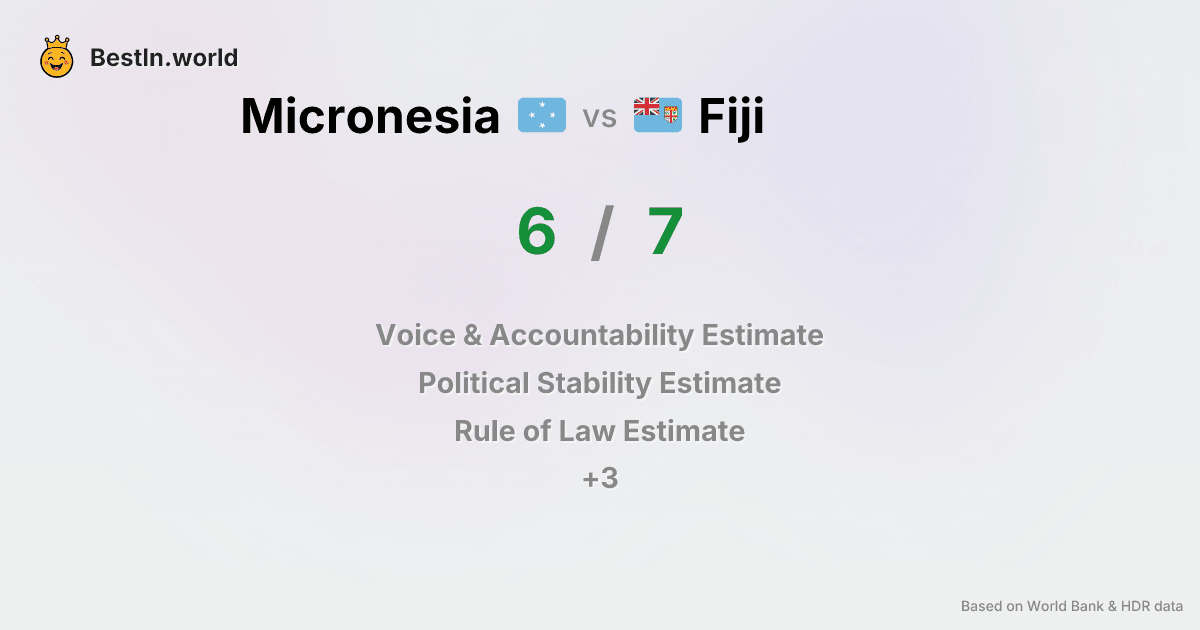 BestIn.world
Micronesia vs Fiji
6 / 7
Voice & Accountability Estimate
Political Stability Estimate
Rule of Law Estimate
+3
Based on World Bank & HDR data